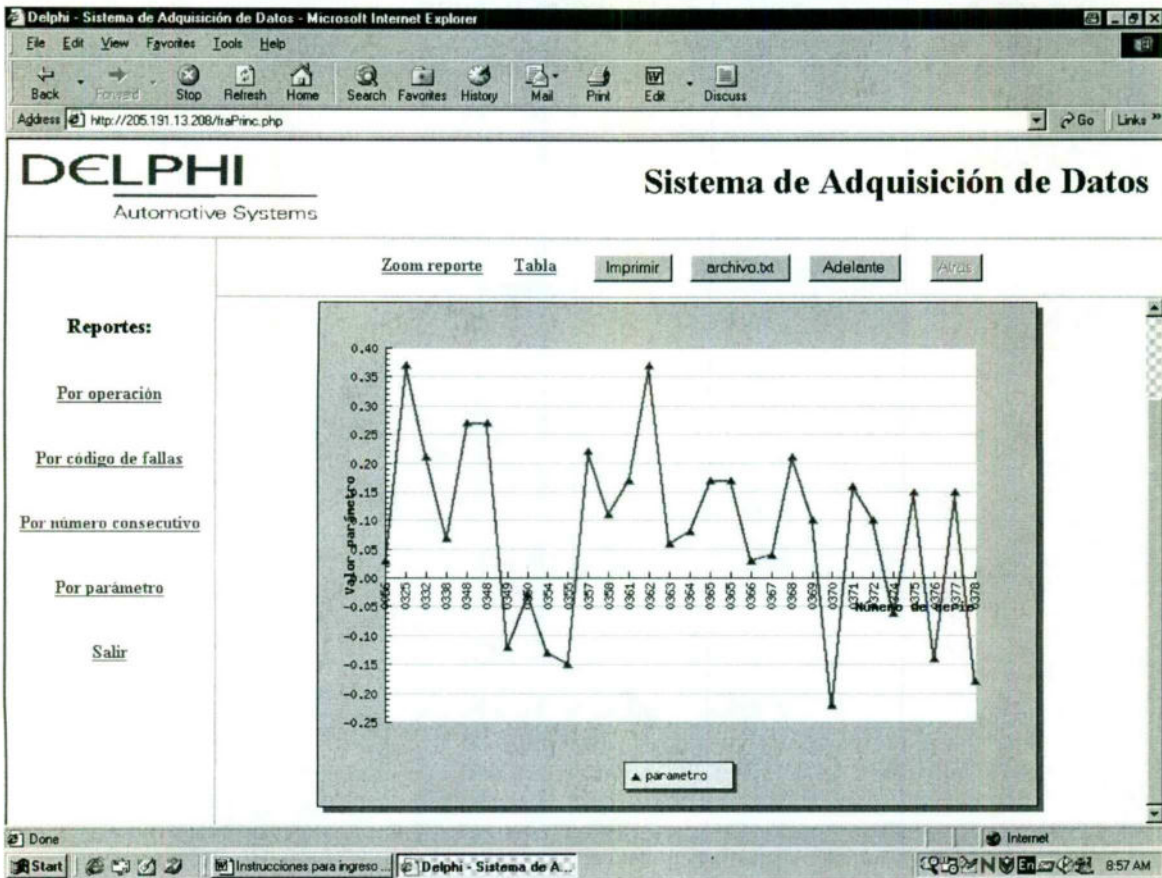 Delphi - Sistema de Adquisición de Datos - Microsoft Internet Explorer
File Edit View Favorites Tools Help
Back Forward Stop Refresh Home Search Favorites History Mail Print Edit Discuss
Address http://205.191.13.208/fraPrinc.php Go Links »
DELPHI
Automotive Systems
Sistema de Adquisición de Datos
Zoom reporte Tabla Imprimir archivo.txt Adelante Atras
Reportes:
Por operación
Por código de fallas
Por número consecutivo
Por parámetro
Salir
0.40
0.35
0.30
0.25
0.20
0.15
0.10
0.05
0.00
-0.05
-0.10
-0.15
-0.20
-0.25
Valor parámetro
0325 0332 0338 0348 0348 0349 0354 0355 0357 0358 0361 0362 0363 0364 0365 0365 0366 0367 0368 0369 0370 0371 0372 0374 0375 0376 0377 0378
Número de serie
parametro
Done Internet
Start Instrucciones para ingreso ... Delphi - Sistema de A... En 8:57 AM